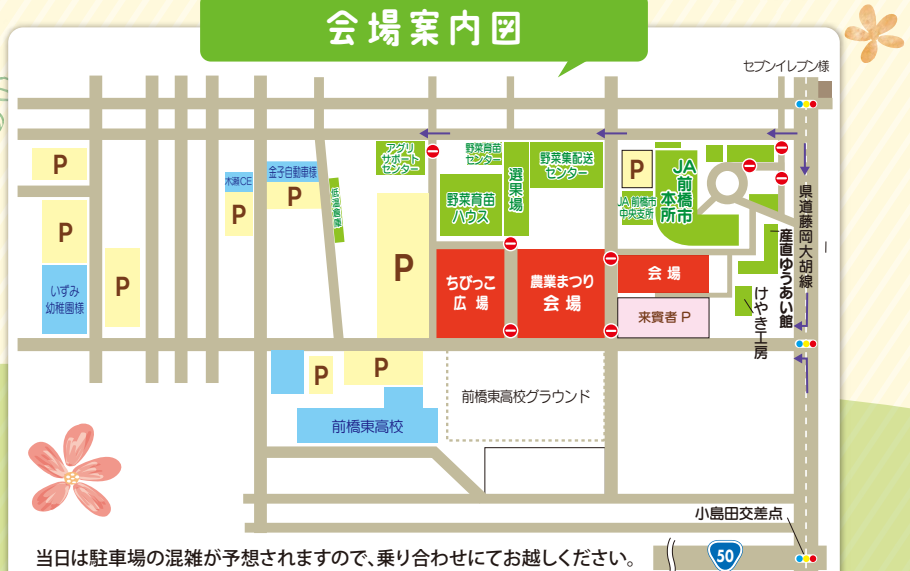 会場案内図
セブンイレブン様
P
アグリ
サポート
センター
野菜育苗
センター
選果場
野菜集配送
センター
P
JA前橋市
本所
JA前橋市
中央支所
木瀬CE
金子自動車様
P
P
低温倉庫
野菜育苗
ハウス
県道藤岡大胡線
P
P
P
ちびっこ
広場
農業まつり
会場
会場
産直ゆうあい館
いずみ
幼稚園様
来賓者 P
けやき工房
P
P
前橋東高校グラウンド
前橋東高校
小島田交差点
当日は駐車場の混雑が予想されますので、乗り合わせにてお越しください。
50